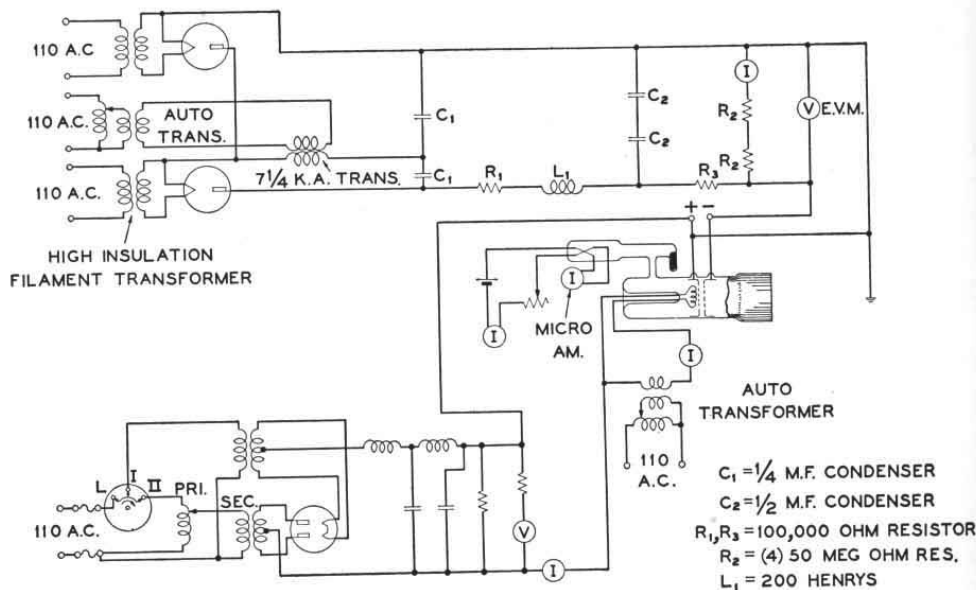 110 A.C
110 A.C.
AUTO
TRANS.
110 A.C.
7 1/4 K.A. TRANS.
HIGH INSULATION
FILAMENT TRANSFORMER
C₁
C₁
R₁
L₁
C₂
C₂
R₃
I
R₂
R₂
V
E.V.M.
+ -
I
MICRO
AM.
I
I
AUTO
TRANSFORMER
110
A.C.
L
I
II
PRI.
SEC.
110 A.C.
V
I
C₁ = 1/4 M.F. CONDENSER
C₂ = 1/2 M.F. CONDENSER
R₁,R₃ = 100,000 OHM RESISTOR
R₂ = (4) 50 MEG OHM RES.
L₁ = 200 HENRYS